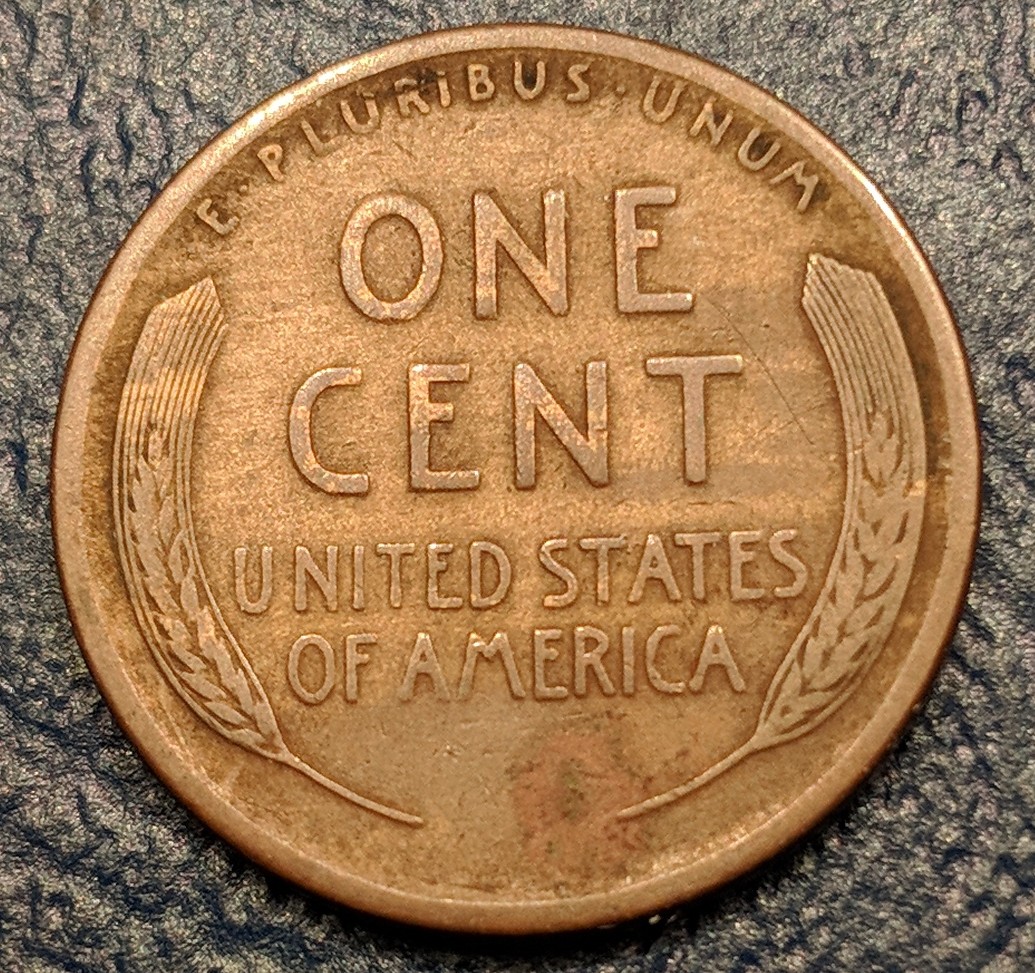 E·PLURIBUS·UNUM
ONE
CENT
UNITED STATES
OF AMERICA